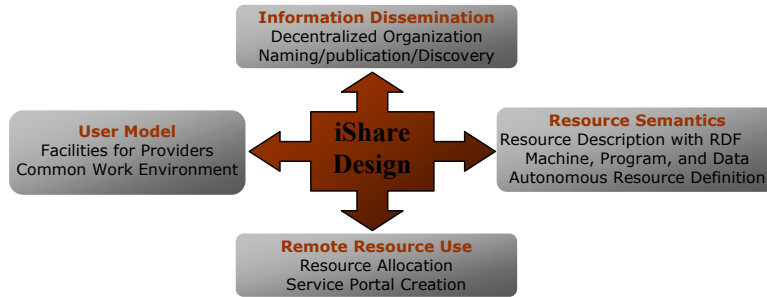 Information Dissemination
Decentralized Organization
Naming/publication/Discovery
User Model
Facilities for Providers
Common Work Environment
iShare
Design
Resource Semantics
Resource Description with RDF
Machine, Program, and Data
Autonomous Resource Definition
Remote Resource Use
Resource Allocation
Service Portal Creation